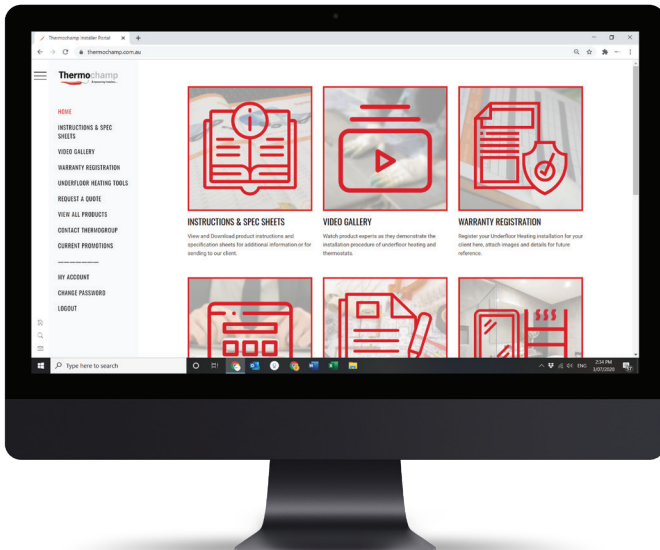 Thermochamp Installer Portal
thermochamp.com.au
Thermochamp
HOME
INSTRUCTIONS & SPEC
SHEETS
VIDEO GALLERY
WARRANTY REGISTRATION
UNDERFLOOR HEATING TOOLS
REQUEST A QUOTE
VIEW ALL PRODUCTS
CONTACT THERMOGROUP
CURRENT PROMOTIONS
MY ACCOUNT
CHANGE PASSWORD
LOGOUT
INSTRUCTIONS & SPEC SHEETS
View and Download product instructions and
specification sheets for additional information or for
sending to our client.
VIDEO GALLERY
Watch product experts as they demonstrate the
installation procedure of underfloor heating and
thermostats.
WARRANTY REGISTRATION
Register your Underfloor Heating installation for your
client here, attach images and details for future
reference.
Type here to search
ENG
2:34 PM
3/07/2020